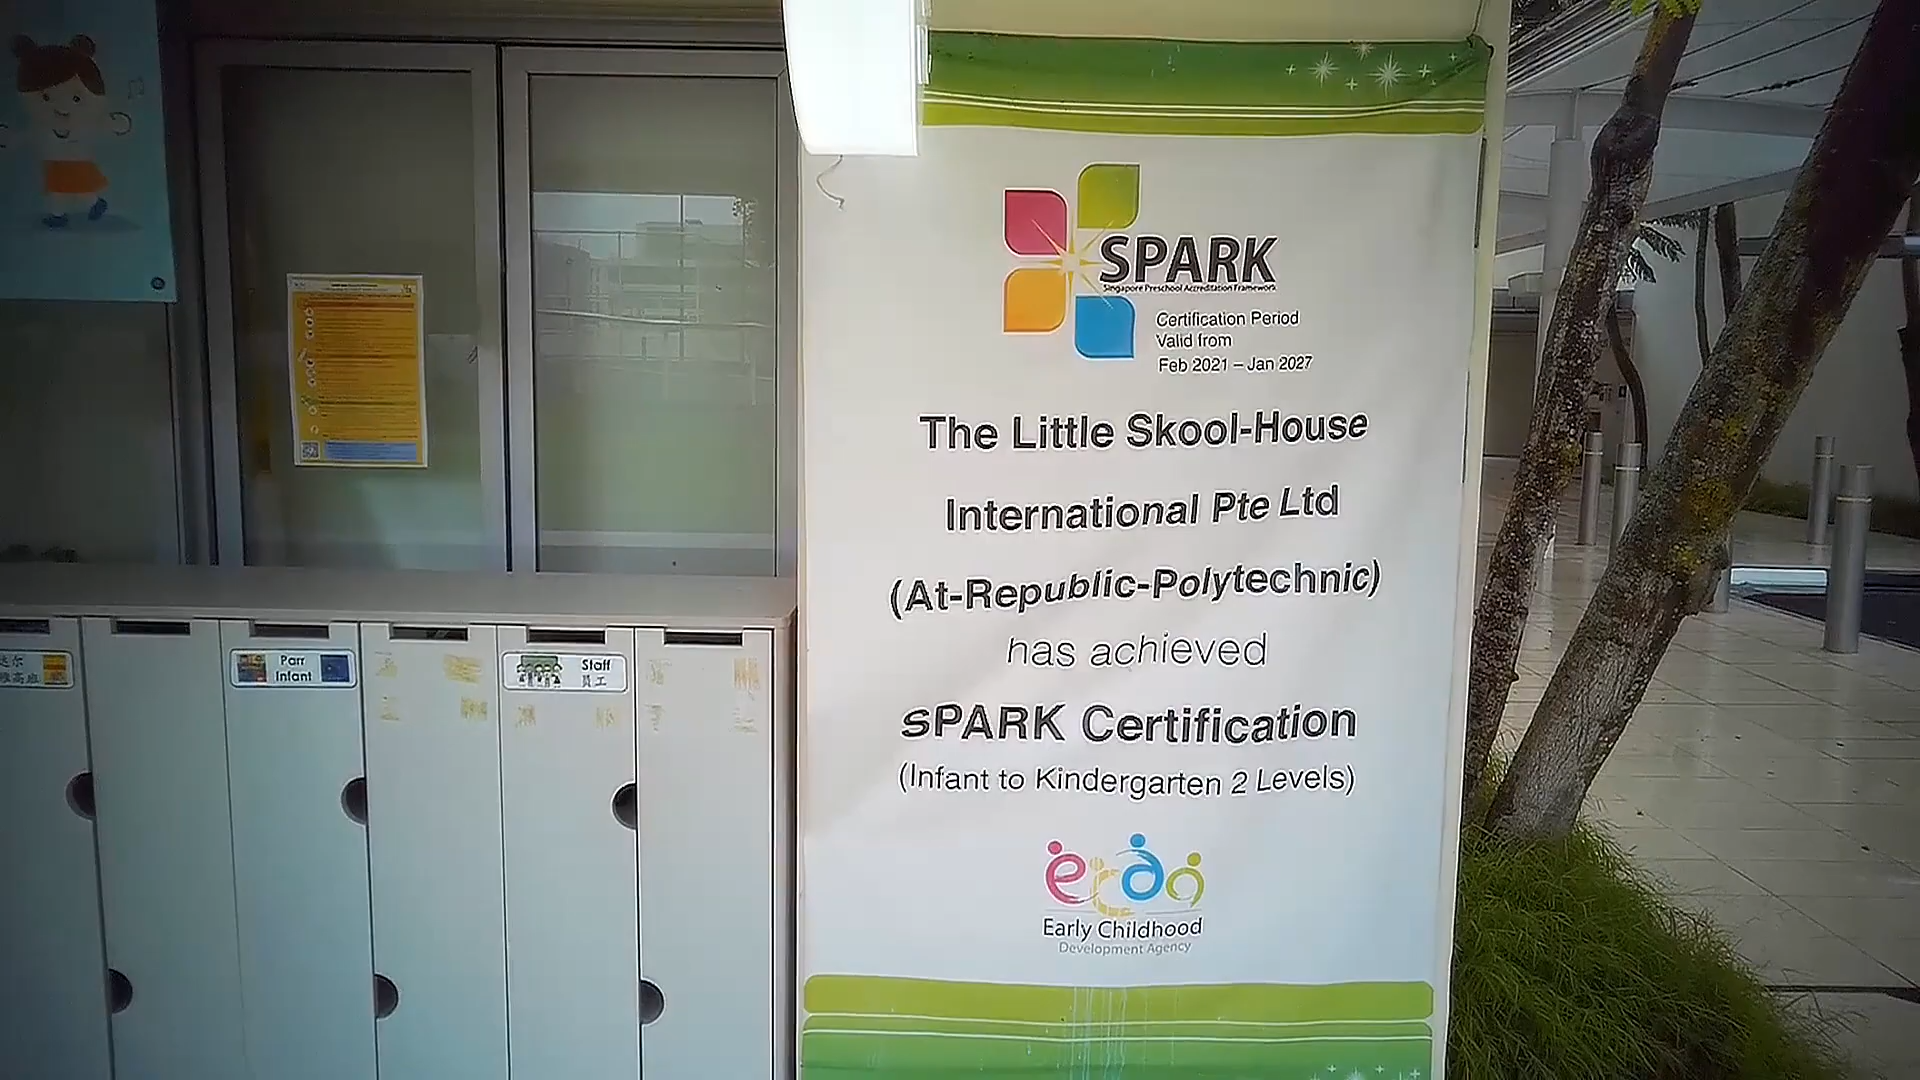 SPARK
Singapore Preschool Accreditation Framework
Certification Period
Valid from
Feb 2021 – Jan 2027
The Little Skool-House
International Pte Ltd
(At-Republic-Polytechnic)
has achieved
SPARK Certification
(Infant to Kindergarten 2 Levels)
ecda
Early Childhood
Development Agency
Parr
Infant
Staff
員工